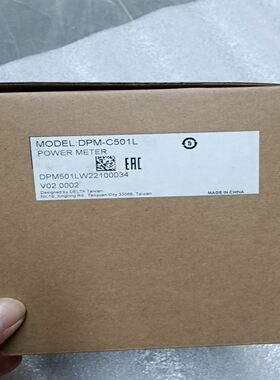 MODEL:DPM-C501L
POWER METER
5
EAC
DPM501LW22100034
V02.0002
Designed by DELTA Taiwan
No.18, Xinglong Rd., Taoyuan City 33068, Taiwan
MADE IN CHINA